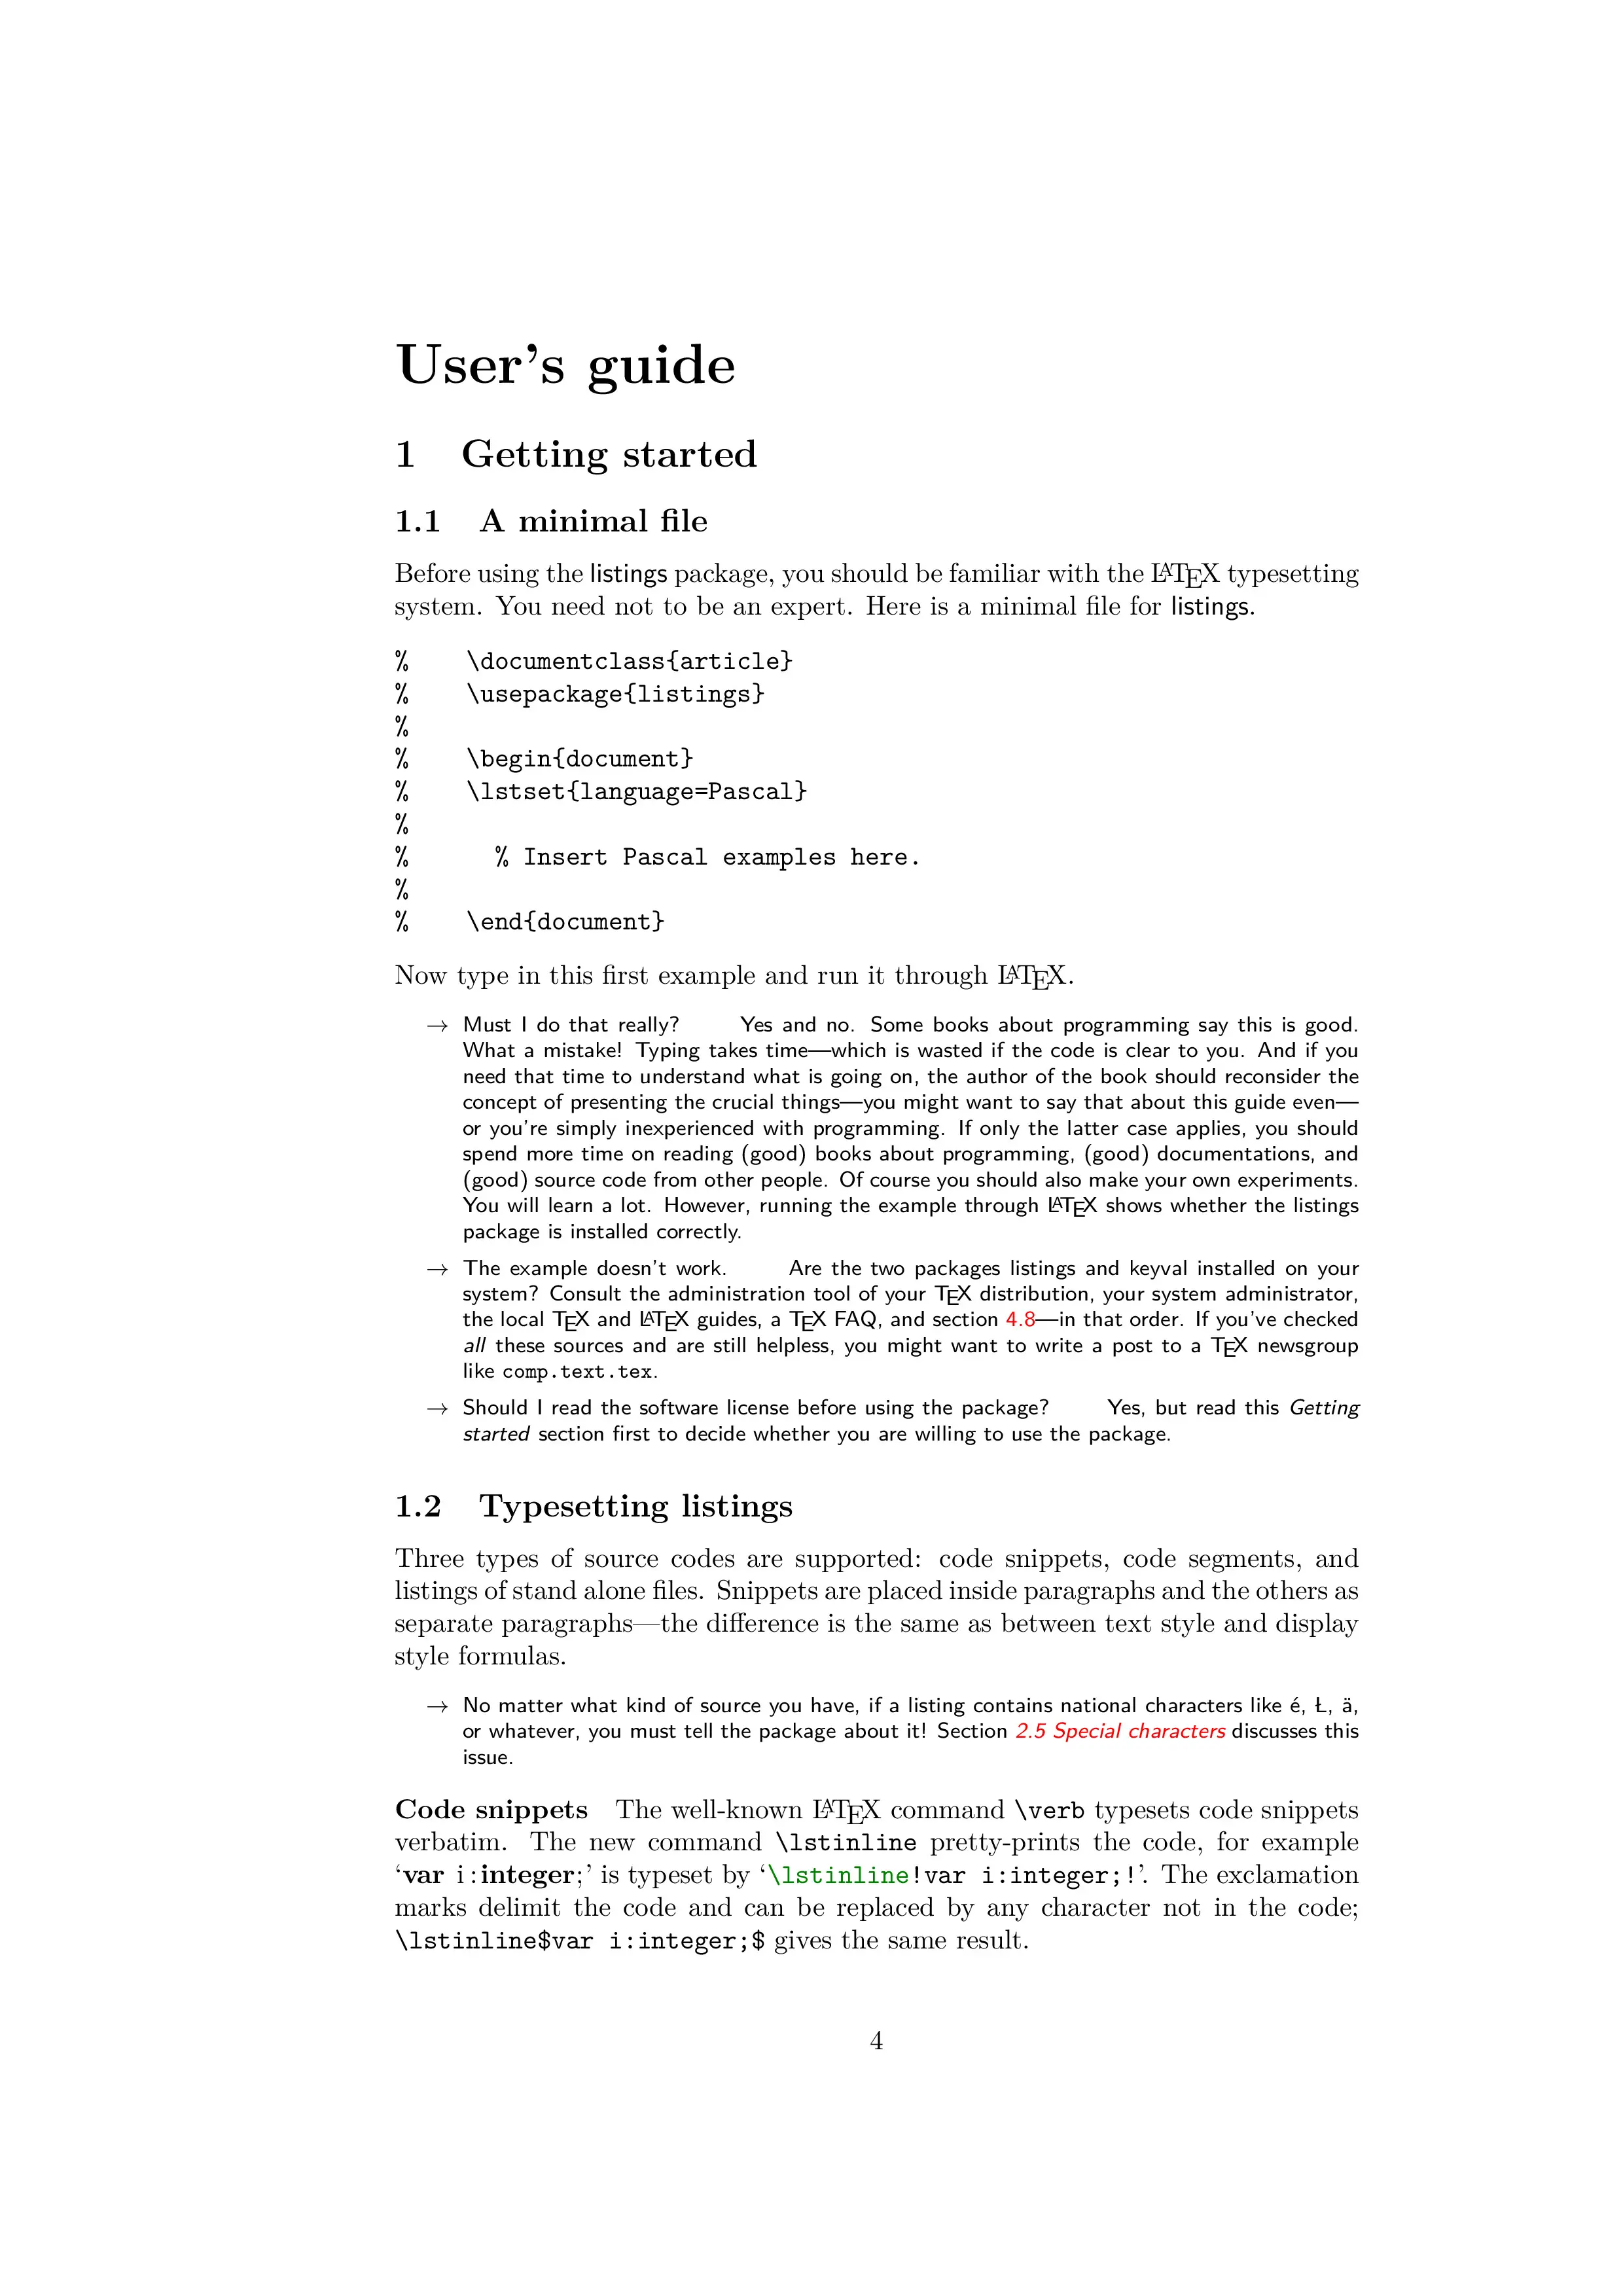 User's guide
1 Getting started
1.1 A minimal file
Before using the listings package, you should be familiar with the LATEX typesetting
system. You need not to be an expert. Here is a minimal file for listings.
%    \documentclass{article}
%    \usepackage{listings}
%
%    \begin{document}
%    \lstset{language=Pascal}
%
%      % Insert Pascal examples here.
%
%    \end{document}
Now type in this first example and run it through LATEX.
→ Must I do that really? Yes and no. Some books about programming say this is good.
What a mistake! Typing takes time—which is wasted if the code is clear to you. And if you
need that time to understand what is going on, the author of the book should reconsider the
concept of presenting the crucial things—you might want to say that about this guide even—
or you're simply inexperienced with programming. If only the latter case applies, you should
spend more time on reading (good) books about programming, (good) documentations, and
(good) source code from other people. Of course you should also make your own experiments.
You will learn a lot. However, running the example through LATEX shows whether the listings
package is installed correctly.
→ The example doesn't work. Are the two packages listings and keyval installed on your
system? Consult the administration tool of your TEX distribution, your system administrator,
the local TEX and LATEX guides, a TEX FAQ, and section 4.8—in that order. If you've checked
all these sources and are still helpless, you might want to write a post to a TEX newsgroup
like comp.text.tex.
→ Should I read the software license before using the package? Yes, but read this Getting
started section first to decide whether you are willing to use the package.
1.2 Typesetting listings
Three types of source codes are supported: code snippets, code segments, and
listings of stand alone files. Snippets are placed inside paragraphs and the others as
separate paragraphs—the difference is the same as between text style and display
style formulas.
→ No matter what kind of source you have, if a listing contains national characters like é, Ł, ä,
or whatever, you must tell the package about it! Section 2.5 Special characters discusses this
issue.
Code snippets The well-known LATEX command \verb typesets code snippets
verbatim. The new command \lstinline pretty-prints the code, for example
‘var i:integer;’ is typeset by ‘\lstinline!var i:integer;!’. The exclamation
marks delimit the code and can be replaced by any character not in the code;
\lstinline$var i:integer;$ gives the same result.
4